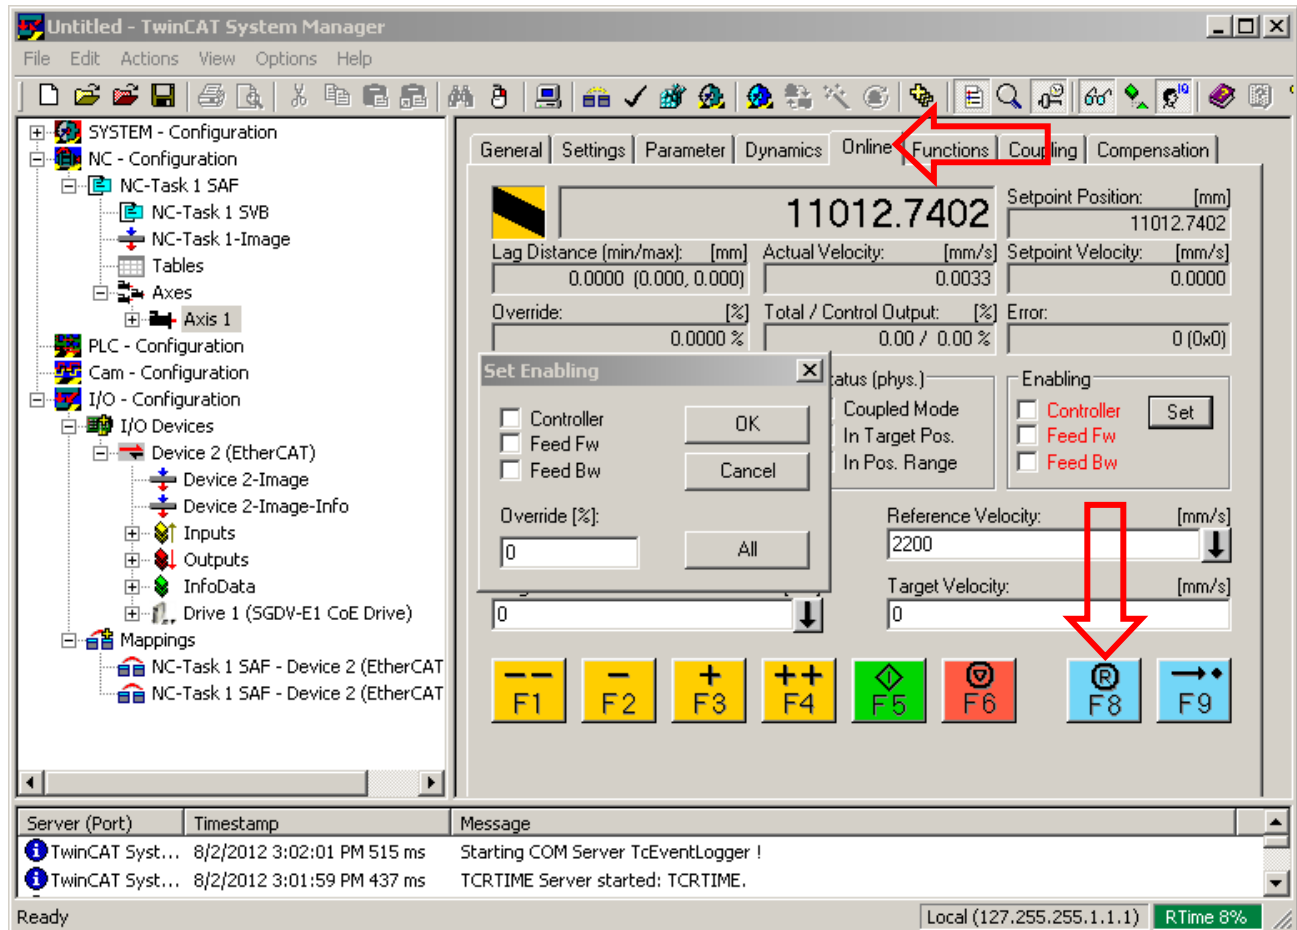 Untitled - TwinCAT System Manager
File Edit Actions View Options Help
SYSTEM - Configuration
NC - Configuration
NC-Task 1 SAF
NC-Task 1 SVB
NC-Task 1-Image
Tables
Axes
Axis 1
PLC - Configuration
Cam - Configuration
I/O - Configuration
I/O Devices
Device 2 (EtherCAT)
Device 2-Image
Device 2-Image-Info
Inputs
Outputs
InfoData
Drive 1 (SGDV-E1 CoE Drive)
Mappings
NC-Task 1 SAF - Device 2 (EtherCAT
NC-Task 1 SAF - Device 2 (EtherCAT
General Settings Parameter Dynamics Online Functions Coupling Compensation
11012.7402
Setpoint Position: [mm]
11012.7402
Lag Distance (min/max): [mm] Actual Velocity: [mm/s] Setpoint Velocity: [mm/s]
0.0000 (0.000, 0.000) 0.0033 0.0000
Override: [%] Total / Control Output: [%] Error:
0.0000 % 0.00 / 0.00 % 0 (0x0)
Set Enabling
Controller OK
Feed Fw
Feed Bw Cancel
Override [%]:
0 All
tatus (phys.)
Coupled Mode
In Target Pos.
In Pos. Range
Enabling
Controller Set
Feed Fw
Feed Bw
Reference Velocity: [mm/s]
2200
Target Velocity: [mm/s]
0 0
-- - + ++ R
F1 F2 F3 F4 F5 F6 F8 F9
Server (Port) Timestamp Message
TwinCAT Syst... 8/2/2012 3:02:01 PM 515 ms Starting COM Server TcEventLogger !
TwinCAT Syst... 8/2/2012 3:01:59 PM 437 ms TCRTIME Server started: TCRTIME.
Ready Local (127.255.255.1.1.1) RTime 8%